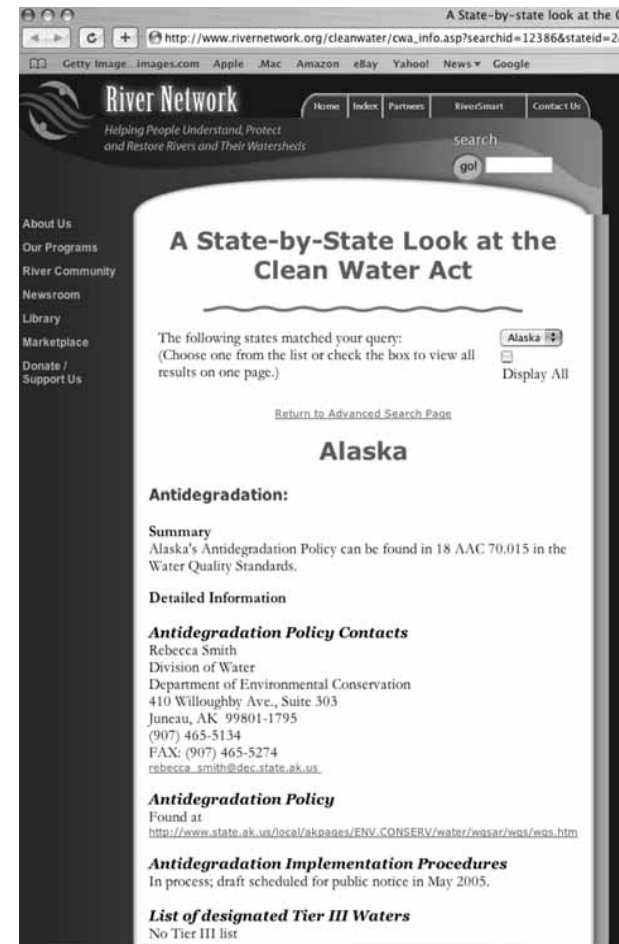 A State-by-state look at the
http://www.rivernetwork.org/cleanwater/cwa_info.asp?searchid=12386&stateid=2
Getty Image...images.com Apple .Mac Amazon eBay Yahoo! News ▾ Google
River Network
Home Index Partners RiverSmart Contact Us
Helping People Understand, Protect
and Restore Rivers and Their Watersheds
search
go!
About Us
Our Programs
River Community
Newsroom
Library
Marketplace
Donate /
Support Us
A State-by-State Look at the
Clean Water Act
The following states matched your query:
(Choose one from the list or check the box to view all
results on one page.)
Alaska
Display All
Return to Advanced Search Page
Alaska
Antidegradation:
Summary
Alaska's Antidegradation Policy can be found in 18 AAC 70.015 in the
Water Quality Standards.
Detailed Information
Antidegradation Policy Contacts
Rebecca Smith
Division of Water
Department of Environmental Conservation
410 Willoughby Ave., Suite 303
Juneau, AK 99801-1795
(907) 465-5134
FAX: (907) 465-5274
rebecca_smith@dec.state.ak.us
Antidegradation Policy
Found at
http://www.state.ak.us/local/akpages/ENV.CONSERV/water/wqsar/wqs/wqs.htm
Antidegradation Implementation Procedures
In process; draft scheduled for public notice in May 2005.
List of designated Tier III Waters
No Tier III list